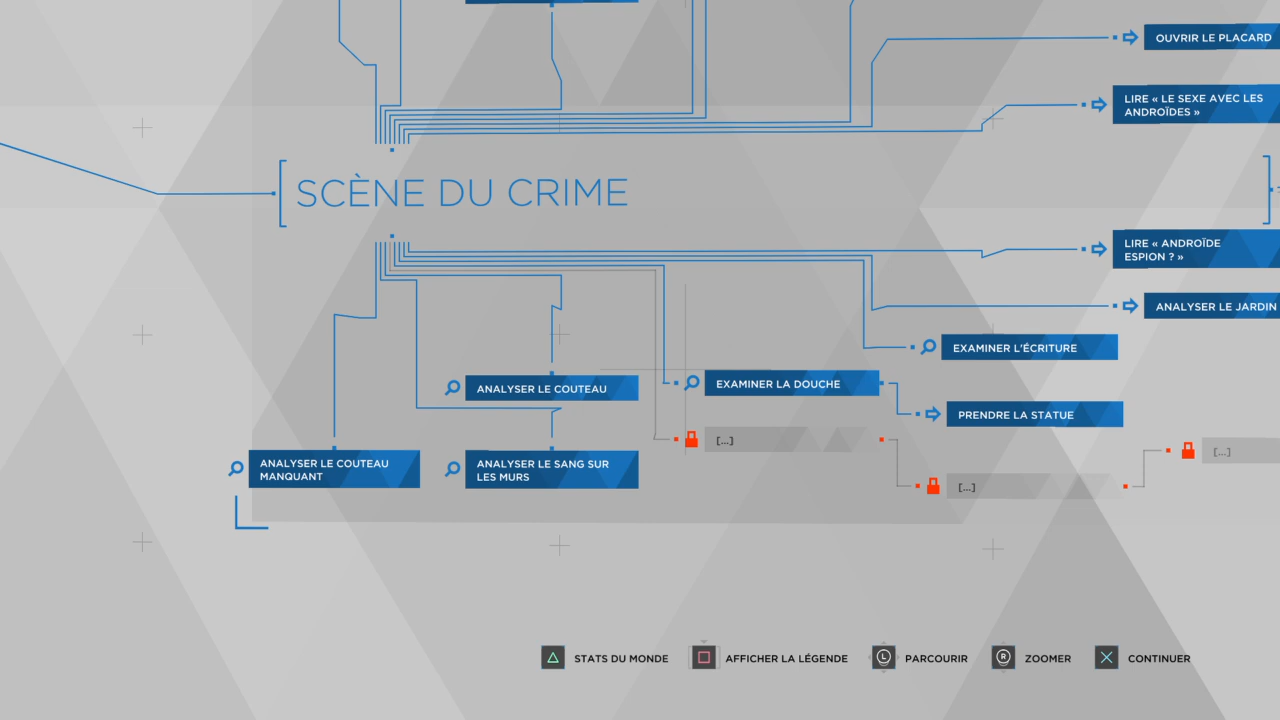 OUVRIR LE PLACARD
LIRE « LE SEXE AVEC LES
ANDROÏDES »
SCÈNE DU CRIME
LIRE « ANDROÏDE
ESPION ? »
ANALYSER LE JARDIN
EXAMINER L'ÉCRITURE
ANALYSER LE COUTEAU
EXAMINER LA DOUCHE
PRENDRE LA STATUE
[...]
[...]
ANALYSER LE COUTEAU
MANQUANT
ANALYSER LE SANG SUR
LES MURS
[...]
STATS DU MONDE
AFFICHER LA LÉGENDE
L
PARCOURIR
R
ZOOMER
CONTINUER